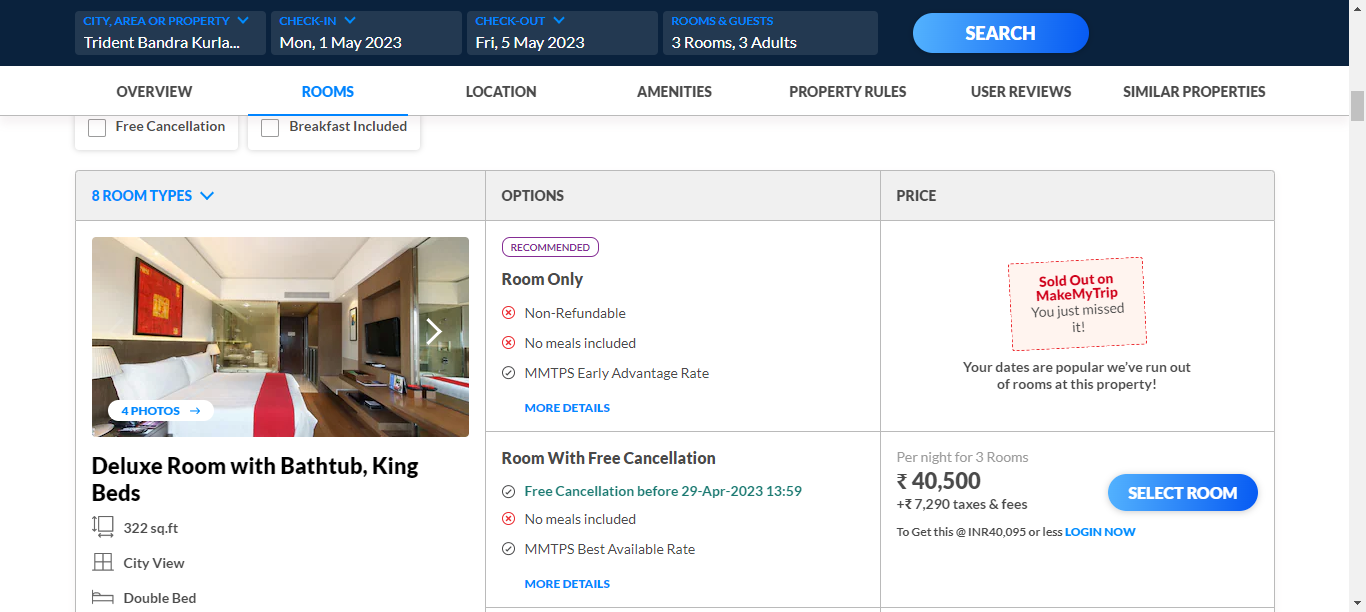 CITY, AREA OR PROPERTY
CHECK-IN
CHECK-OUT
ROOMS & GUESTS
Trident Bandra Kurla...
Mon, 1 May 2023
Fri, 5 May 2023
3 Rooms, 3 Adults
SEARCH
OVERVIEW
ROOMS
LOCATION
AMENITIES
PROPERTY RULES
USER REVIEWS
SIMILAR PROPERTIES
Free Cancellation
Breakfast Included
8 ROOM TYPES
OPTIONS
PRICE
4 PHOTOS
Deluxe Room with Bathtub, King
Beds
322 sq.ft
City View
Double Bed
RECOMMENDED
Room Only
Non-Refundable
No meals included
MMTPS Early Advantage Rate
MORE DETAILS
Sold Out on
MakeMyTrip
You just missed
it!
Your dates are popular we've run out
of rooms at this property!
Room With Free Cancellation
Free Cancellation before 29-Apr-2023 13:59
No meals included
MMTPS Best Available Rate
MORE DETAILS
Per night for 3 Rooms
₹ 40,500
+₹ 7,290 taxes & fees
To Get this @ INR40,095 or less LOGIN NOW
SELECT ROOM